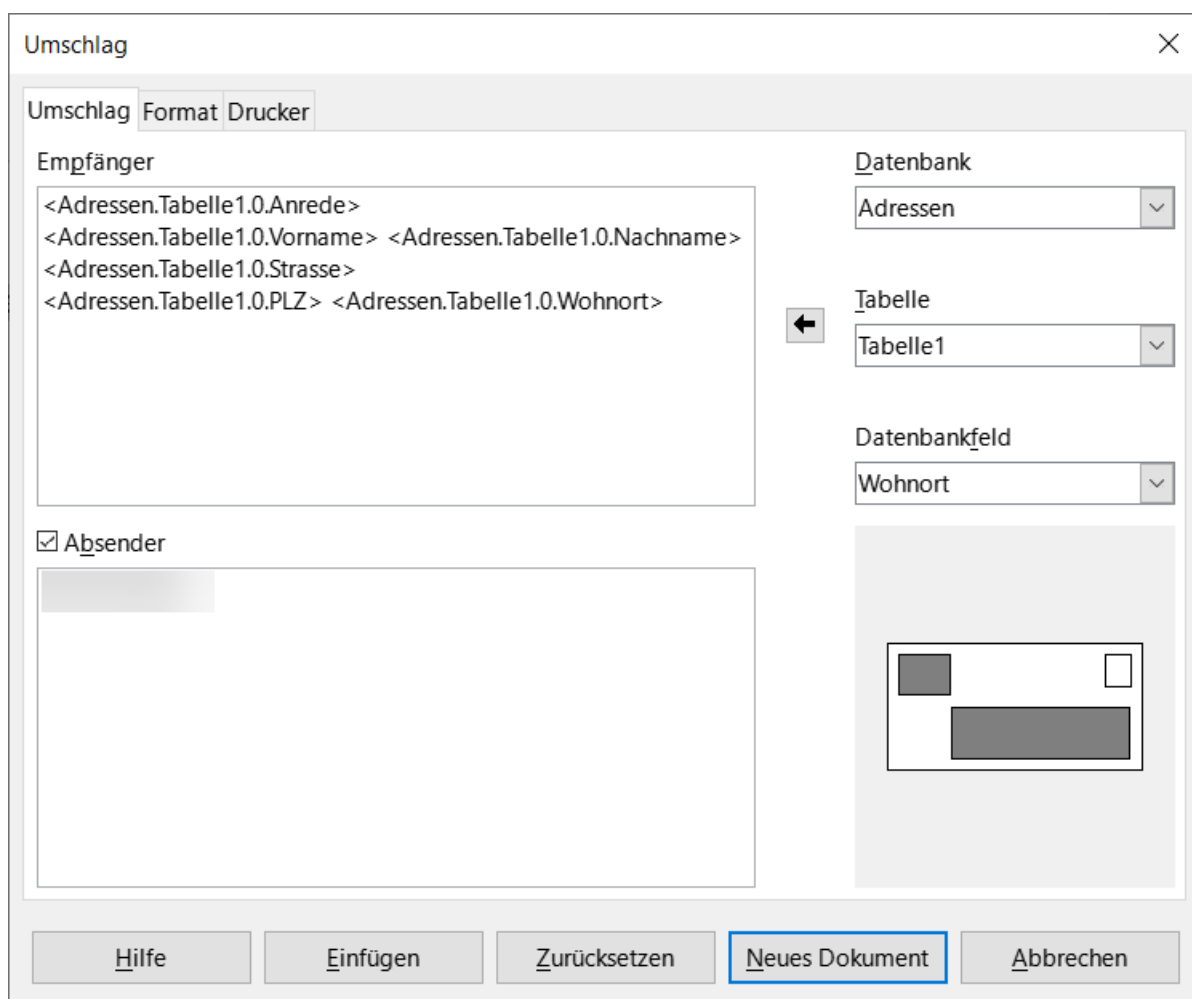 Umschlag
Umschlag Format Drucker
Empfänger
<Adressen.Tabelle1.0.Anrede>
<Adressen.Tabelle1.0.Vorname> <Adressen.Tabelle1.0.Nachname>
<Adressen.Tabelle1.0.Strasse>
<Adressen.Tabelle1.0.PLZ> <Adressen.Tabelle1.0.Wohnort>
Datenbank
Adressen
Tabelle
Tabelle1
Datenbankfeld
Wohnort
Absender
Hilfe Einfügen Zurücksetzen Neues Dokument Abbrechen